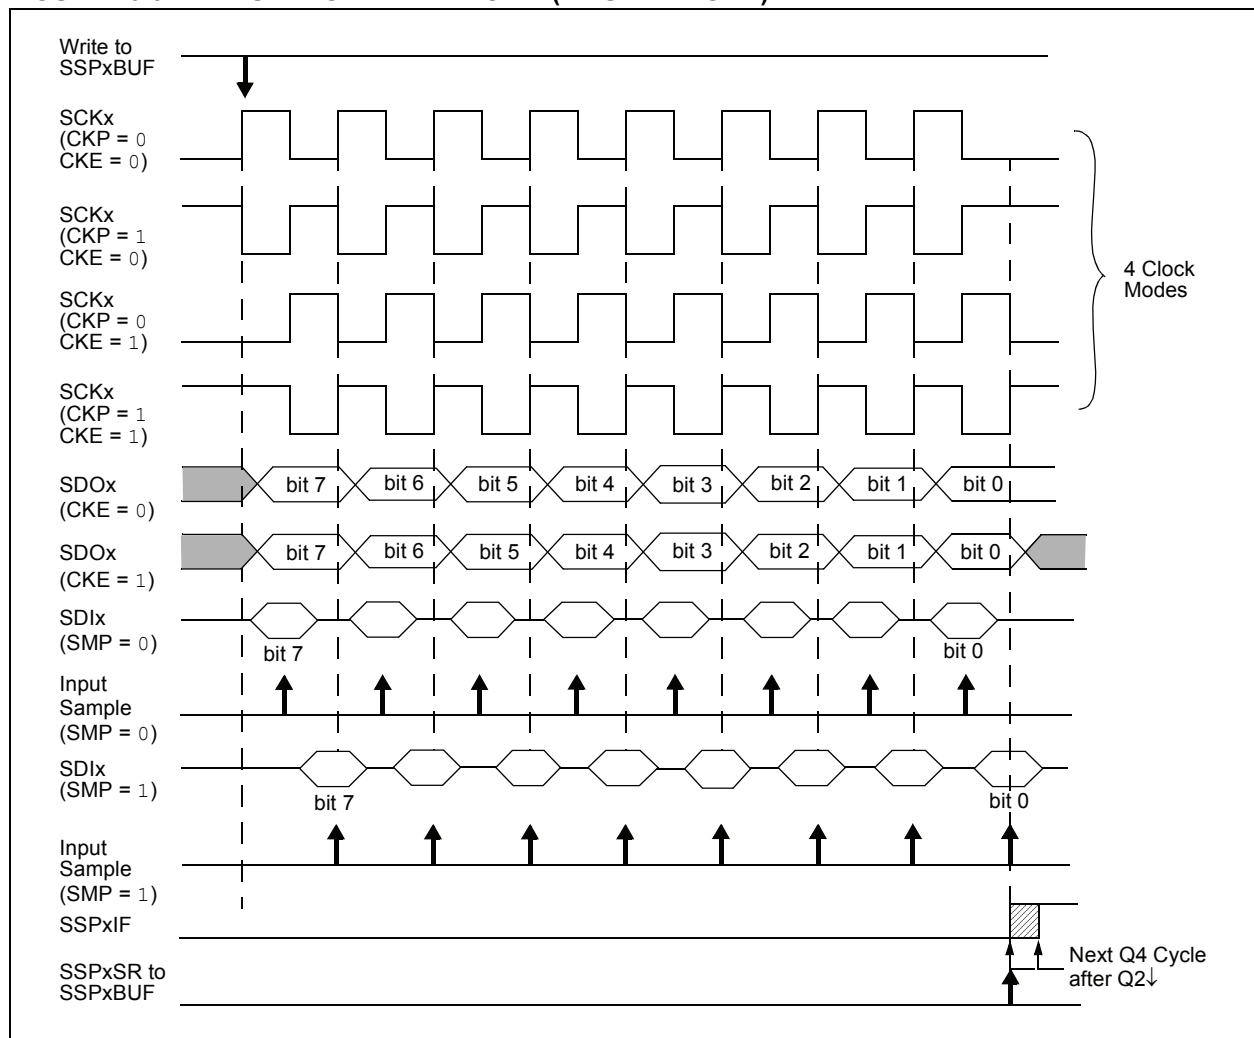 Write to
SSPxBUF
SCKx
(CKP = 0
CKE = 0)
SCKx
(CKP = 1
CKE = 0)
SCKx
(CKP = 0
CKE = 1)
SCKx
(CKP = 1
CKE = 1)
4 Clock
Modes
SDOx
(CKE = 0)
bit 7 bit 6 bit 5 bit 4 bit 3 bit 2 bit 1 bit 0
SDOx
(CKE = 1)
bit 7 bit 6 bit 5 bit 4 bit 3 bit 2 bit 1 bit 0
SDIx
(SMP = 0)
bit 7 bit 0
Input
Sample
(SMP = 0)
SDIx
(SMP = 1)
bit 7 bit 0
Input
Sample
(SMP = 1)
SSPxIF
SSPxSR to
SSPxBUF
Next Q4 Cycle
after Q2↓